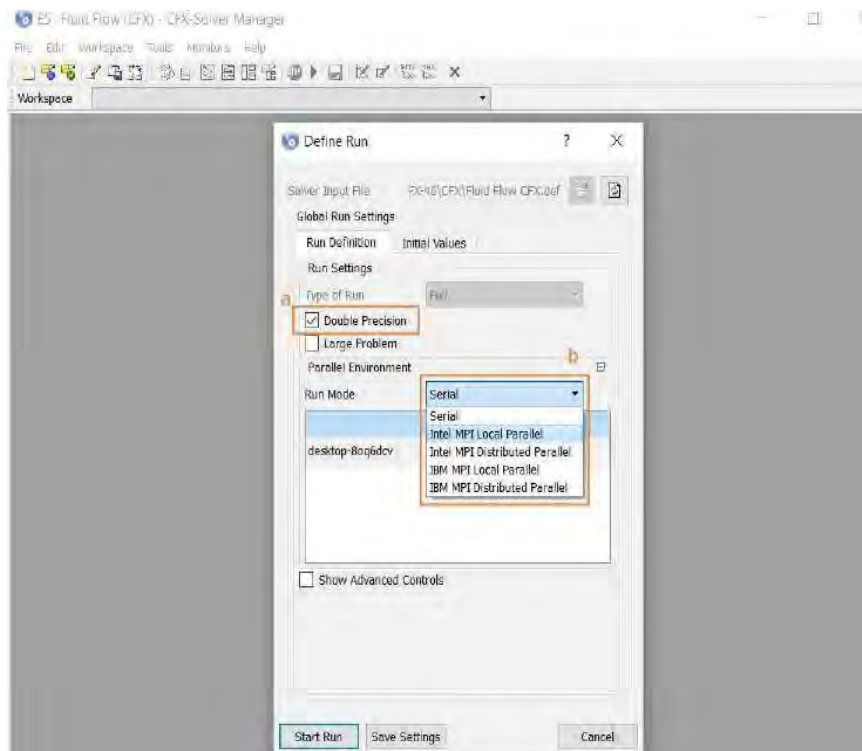 E5 : Fluid Flow (CFX) - CFX-Solver Manager
File Edit Workspace Tools Monitors Help
Workspace
Define Run ? X
Solver Input File FX-46\CFX\Fluid Flow CFX.def
Global Run Settings
Run Definition Initial Values
Run Settings
Type of Run Full
a
Double Precision
Large Problem
b
Parallel Environment
Run Mode Serial
Serial
Intel MPI Local Parallel
desktop-8oq6dcv Intel MPI Distributed Parallel
IBM MPI Local Parallel
IBM MPI Distributed Parallel
Show Advanced Controls
Start Run Save Settings Cancel